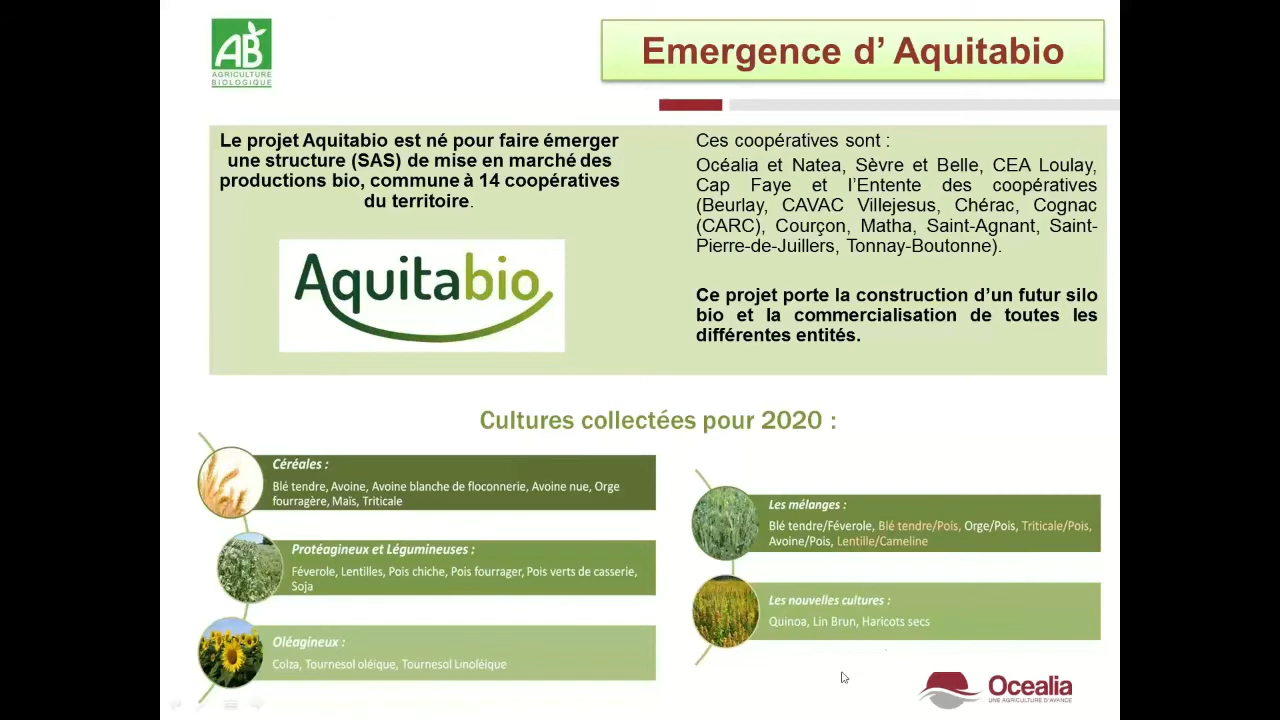 AB
AGRICULTURE
BIOLOGIQUE
Emergence d’ Aquitabio
Le projet Aquitabio est né pour faire émerger
une structure (SAS) de mise en marché des
productions bio, commune à 14 coopératives
du territoire.
Aquitabio
Ces coopératives sont :
Océalia et Natea, Sèvre et Belle, CEA Loulay,
Cap Faye et l’Entente des coopératives
(Beurlay, CAVAC Villejesus, Chérac, Cognac
(CARC), Courçon, Matha, Saint-Agnant, Saint-
Pierre-de-Juillers, Tonnay-Boutonne).
Ce projet porte la construction d’un futur silo
bio et la commercialisation de toutes les
différentes entités.
Cultures collectées pour 2020 :
Céréales :
Blé tendre, Avoine, Avoine blanche de floconnerie, Avoine nue, Orge
fourragère, Maïs, Triticale
Protéagineux et Légumineuses :
Féverole, Lentilles, Pois chiche, Pois fourrager, Pois verts de casserie,
Soja
Oléagineux :
Colza, Tournesol oléique, Tournesol Linoléique
Les mélanges :
Blé tendre/Féverole, Blé tendre/Pois, Orge/Pois, Triticale/Pois,
Avoine/Pois, Lentille/Cameline
Les nouvelles cultures :
Quinoa, Lin Brun, Haricots secs
Ocealia
UNE AGRICULTURE D'AVANCE